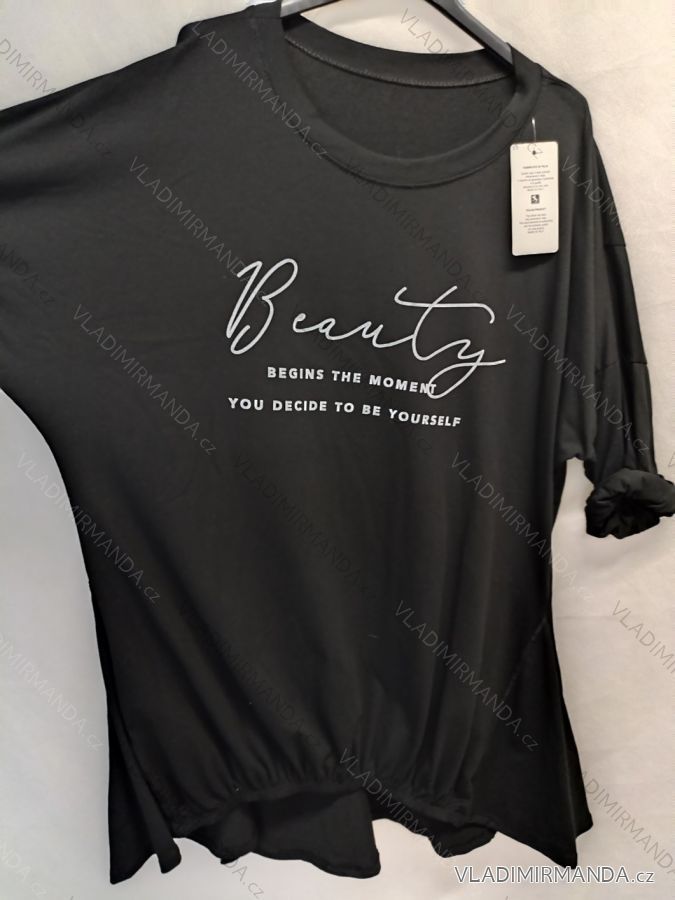 Beauty
BEGINS THE MOMENT
YOU DECIDE TO BE YOURSELF
VLADIMIRMANDA.cz